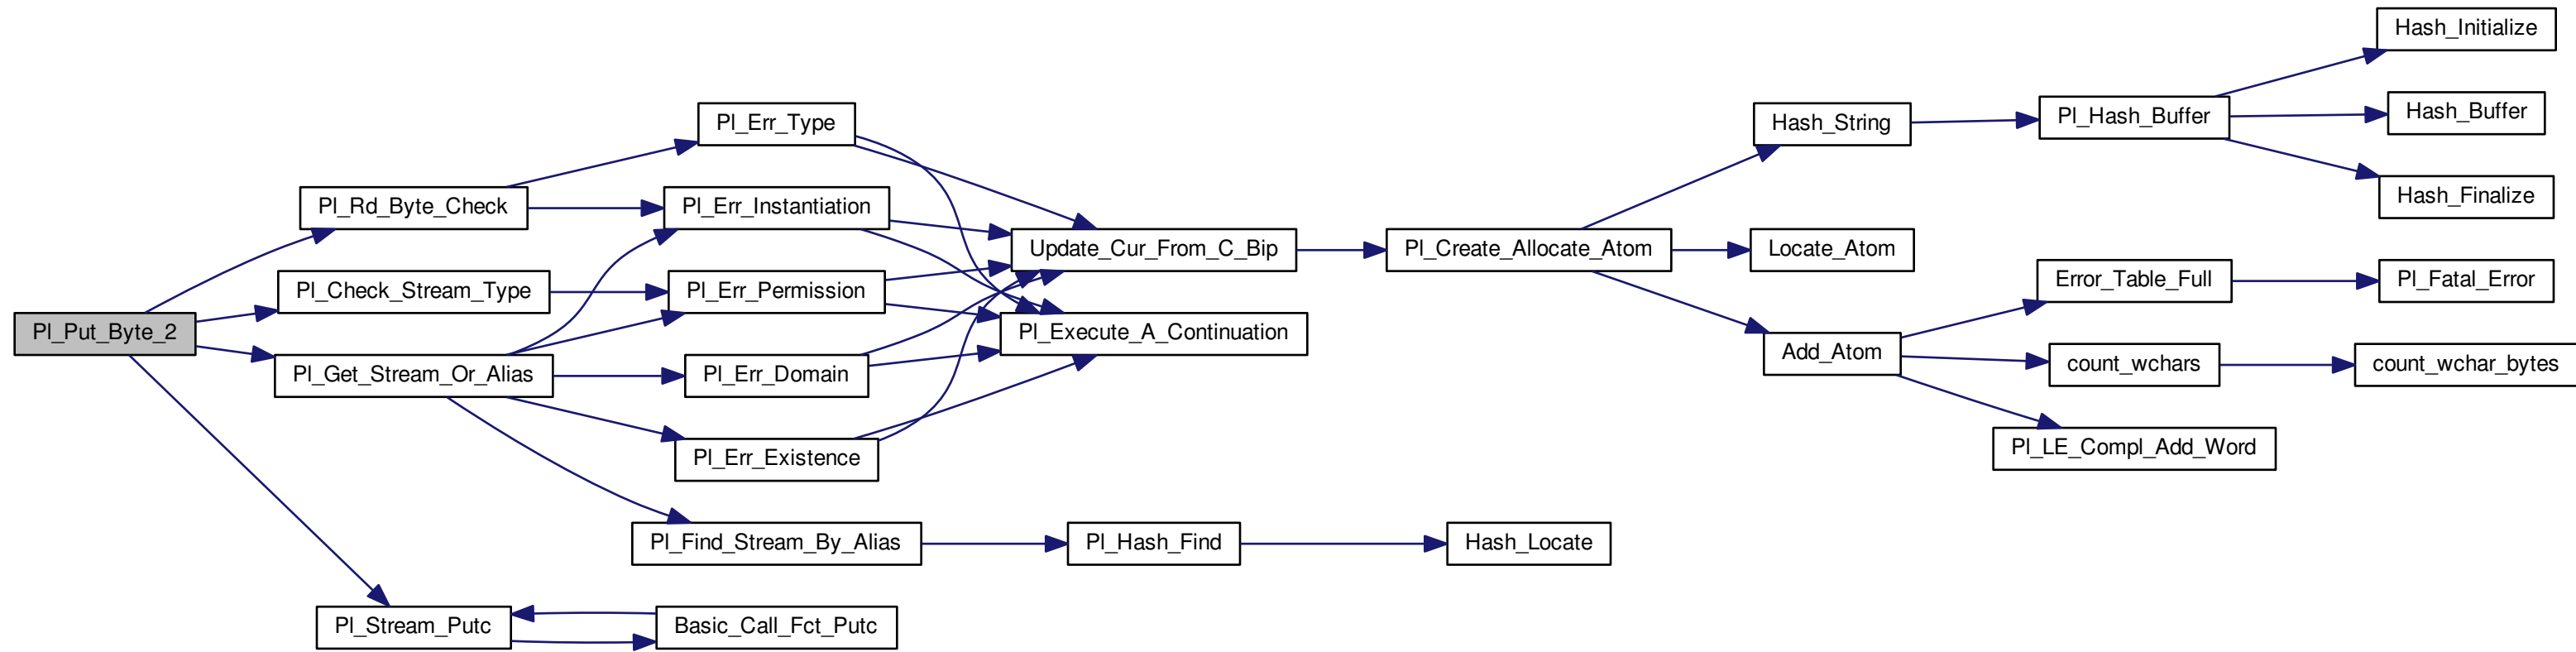 Pl_Put_Byte_2
Pl_Rd_Byte_Check
Pl_Check_Stream_Type
Pl_Get_Stream_Or_Alias
Pl_Stream_Putc
Pl_Err_Type
Pl_Err_Instantiation
Pl_Err_Permission
Pl_Err_Domain
Pl_Err_Existence
Pl_Find_Stream_By_Alias
Basic_Call_Fct_Putc
Update_Cur_From_C_Bip
Pl_Execute_A_Continuation
Pl_Hash_Find
Pl_Create_Allocate_Atom
Hash_Locate
Hash_String
Locate_Atom
Add_Atom
Pl_Hash_Buffer
Error_Table_Full
count_wchars
Pl_LE_Compl_Add_Word
Hash_Initialize
Hash_Buffer
Hash_Finalize
Pl_Fatal_Error
count_wchar_bytes